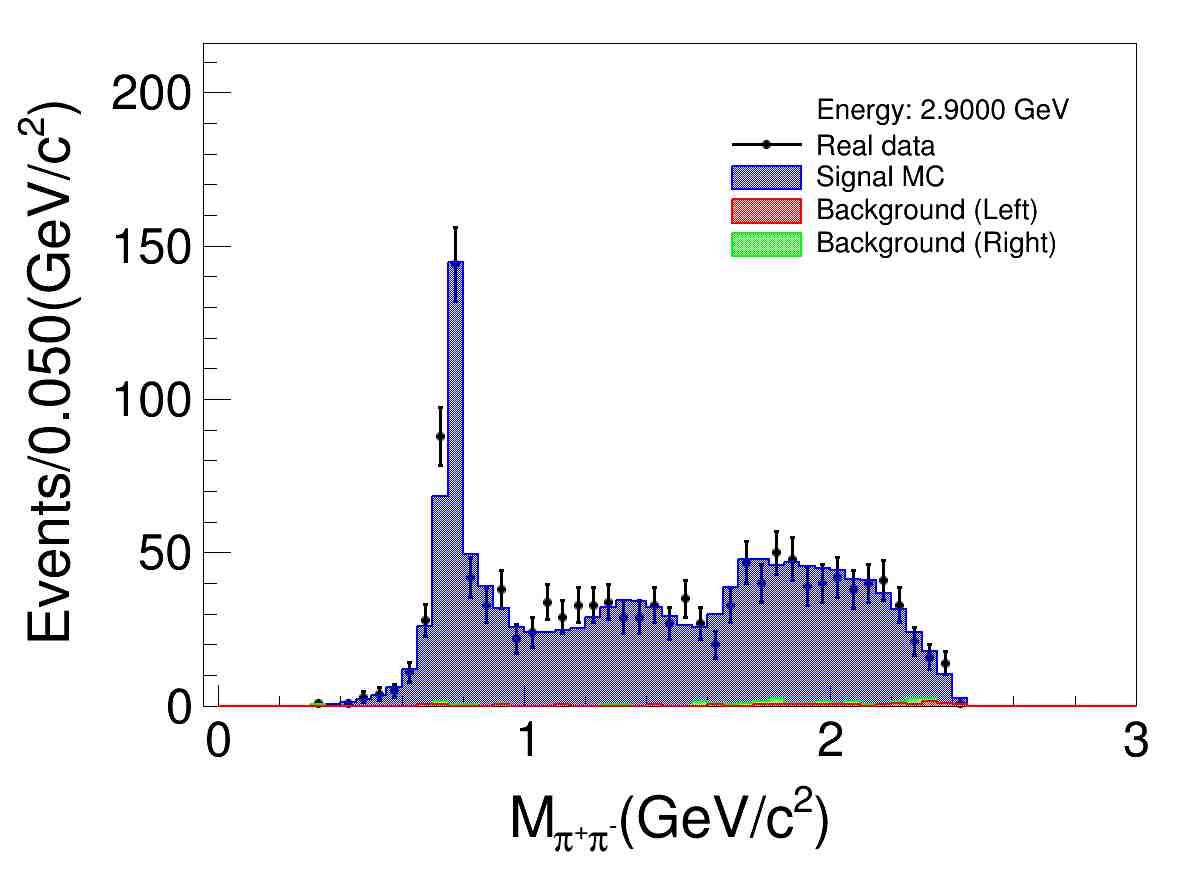 Events/0.050(GeV/c²)
200
150
100
50
0
Energy: 2.9000 GeV
Real data
Signal MC
Background (Left)
Background (Right)
0 1 2 3
Mπ⁺π⁻(GeV/c²)